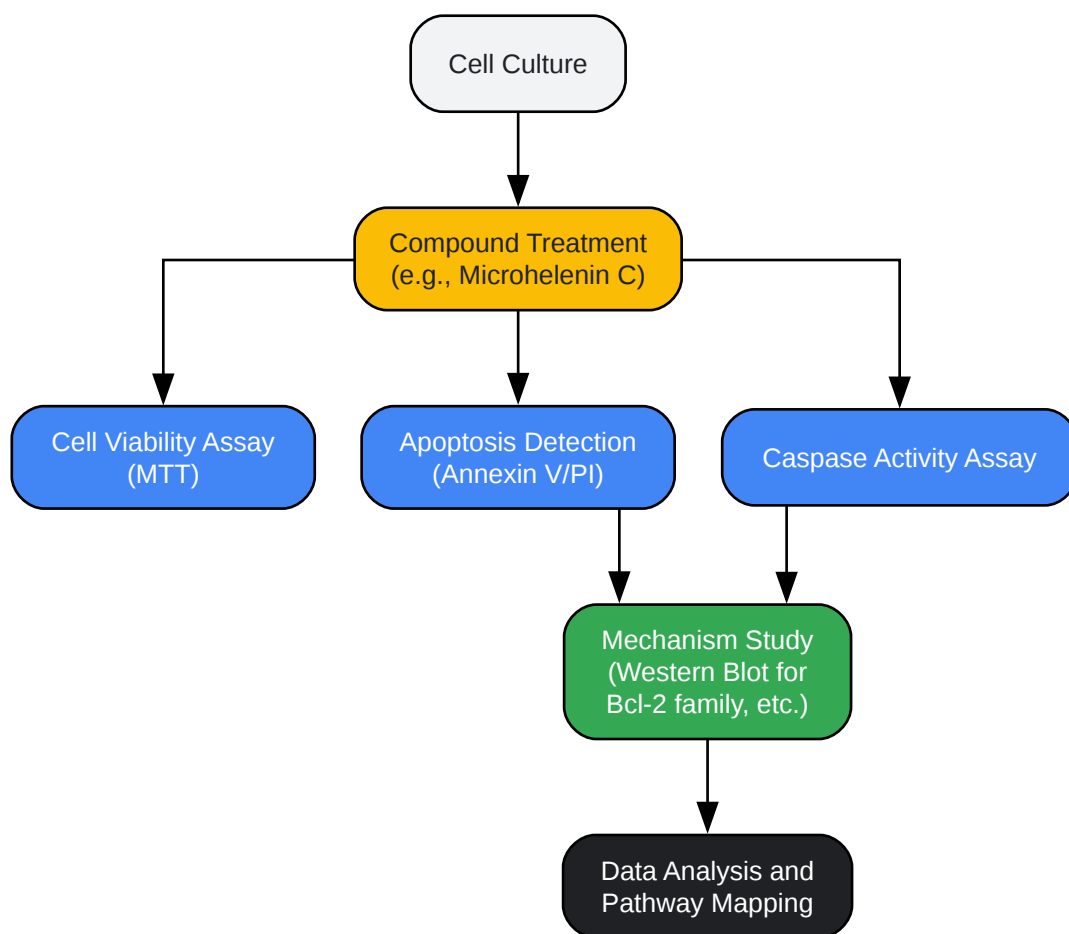 Cell Culture
Compound Treatment
(e.g., Microhelenin C)
Cell Viability Assay
(MTT)
Apoptosis Detection
(Annexin V/PI)
Caspase Activity Assay
Mechanism Study
(Western Blot for
Bcl-2 family, etc.)
Data Analysis and
Pathway Mapping